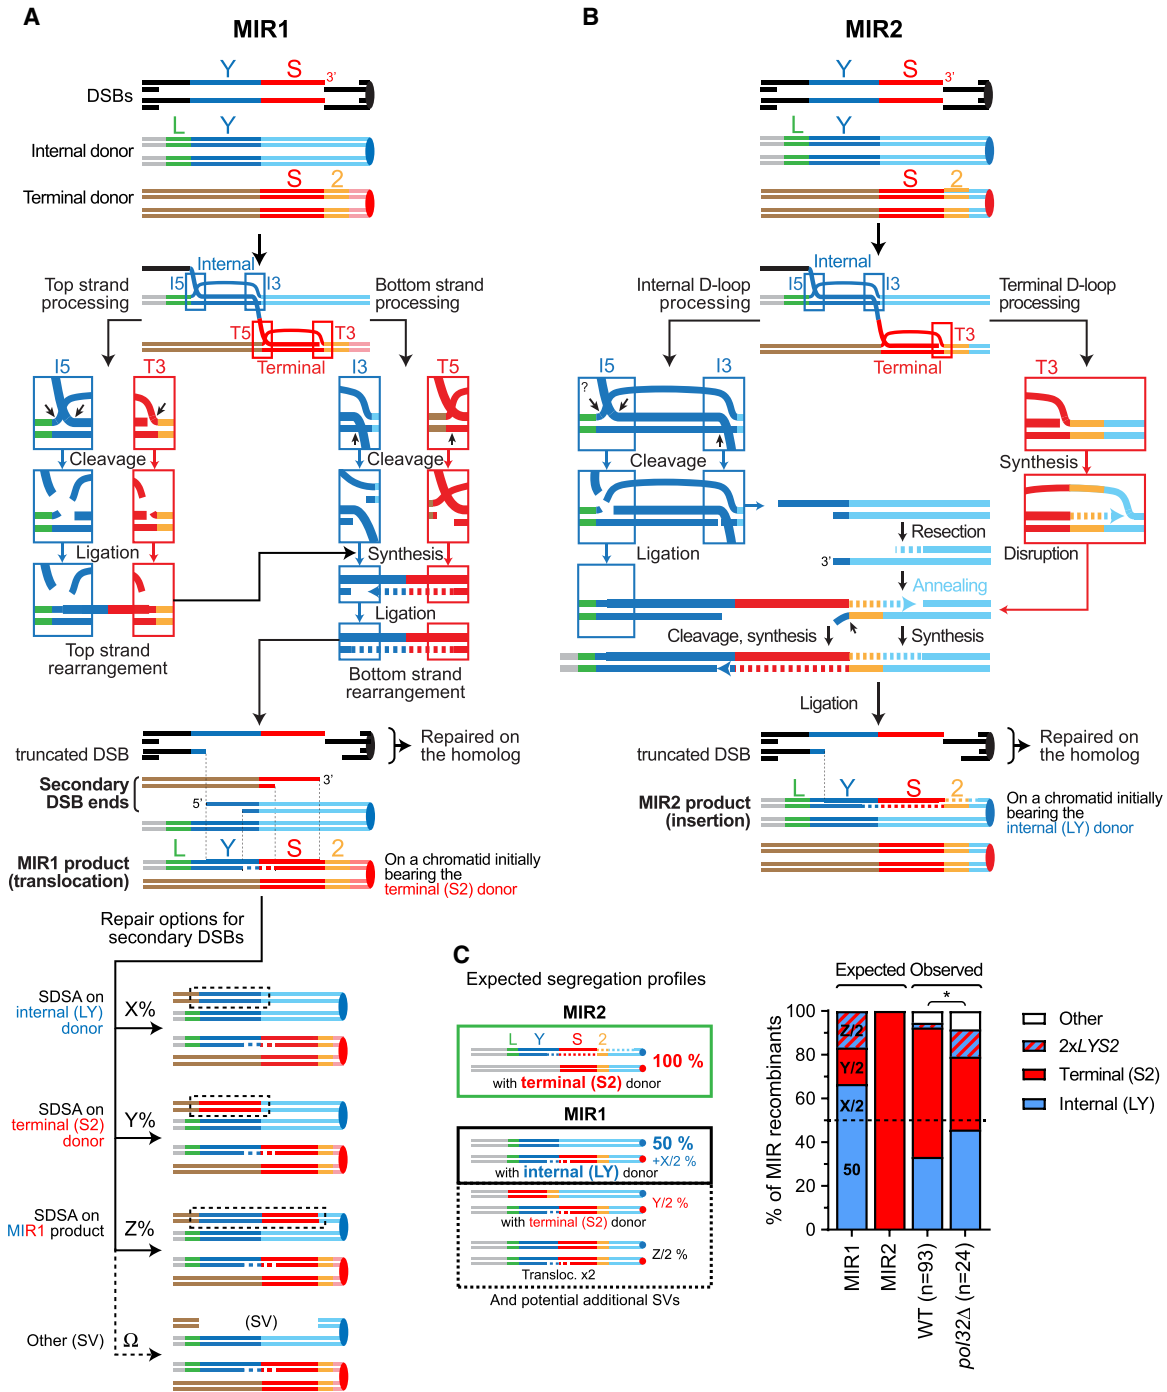 A
MIR1
Y
S
3'
DSBs
L
Y
Internal donor
S
2
Terminal donor
Internal
I5
I3
Top strand
processing
Bottom strand
processing
T5
T3
Terminal
I5
T3
I3
T5
Cleavage
Cleavage
Ligation
Synthesis
Ligation
Top strand
rearrangement
Bottom strand
rearrangement
truncated DSB
Repaired on
the homolog
Secondary
DSB ends
3'
5'
L
Y
S
2
MIR1 product
(translocation)
On a chromatid initially
bearing the
terminal (S2) donor
Repair options for
secondary DSBs
SDSA on
internal (LY)
donor
X%
SDSA on
terminal (S2)
donor
Y%
SDSA on
MIR1 product
Z%
Other (SV)
Ω
(SV)
B
MIR2
Y
S
3'
L
Y
S
2
Internal
I5
I3
Internal D-loop
processing
Terminal D-loop
processing
T3
Terminal
I5
I3
T3
?
Cleavage
Synthesis
Resection
Ligation
3'
Disruption
Annealing
Cleavage, synthesis
Synthesis
Ligation
truncated DSB
Repaired on
the homolog
L
Y
S
2
MIR2 product
(insertion)
On a chromatid initially
bearing the
internal (LY) donor
C
Expected segregation profiles
MIR2
L
Y
S
2
100 %
with terminal (S2) donor
MIR1
50 %
+X/2 %
with internal (LY) donor
Y/2 %
with terminal (S2) donor
Z/2 %
Transloc. x2
And potential additional SVs
Expected
Observed
*
% of MIR recombinants
100
80
60
40
20
0
Z/2
Y/2
X/2
50
MIR1
MIR2
WT (n=93)
pol32Δ (n=24)
Other
2xLYS2
Terminal (S2)
Internal (LY)